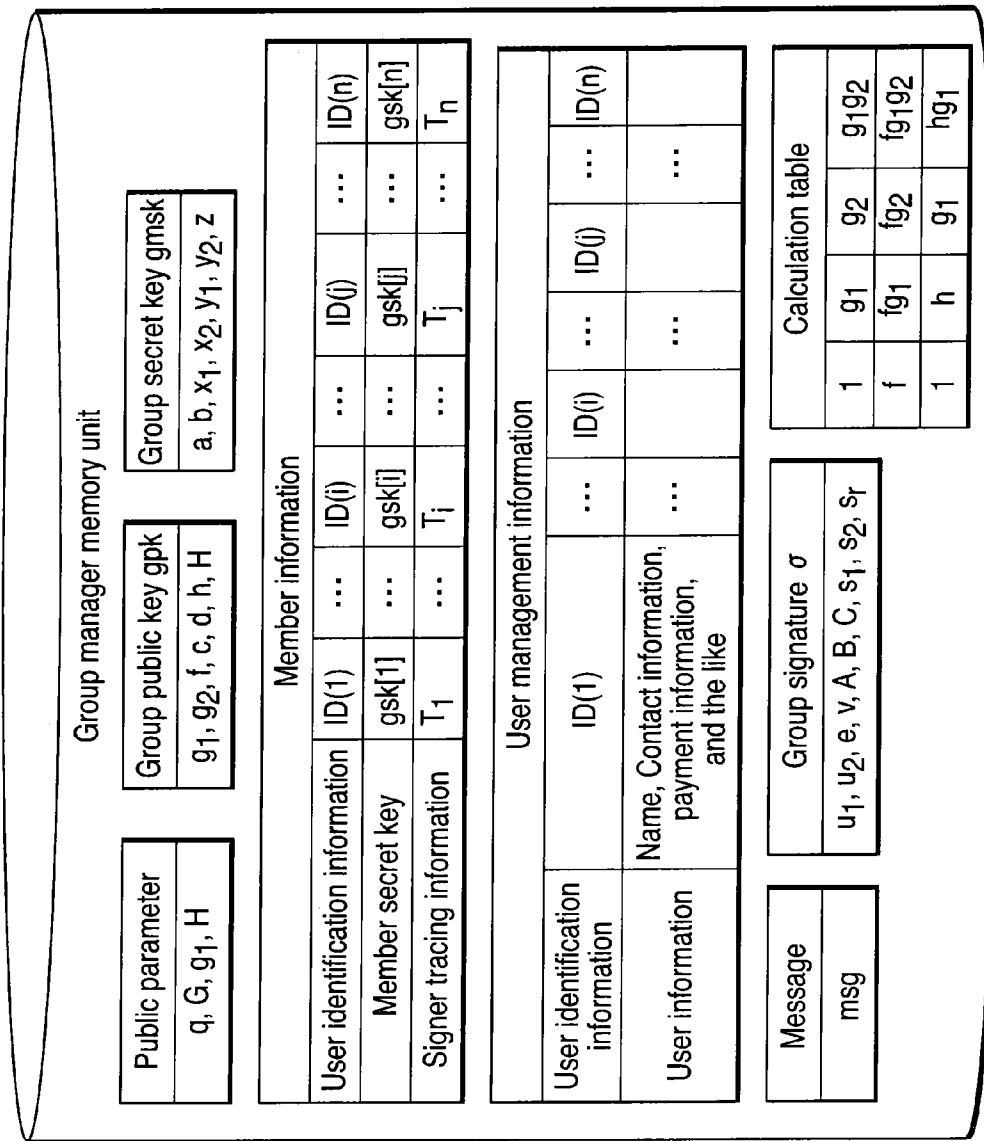 Group manager memory unit
Public parameter
q, G, g1, H
Group public key gpk
g1, g2, f, c, d, h, H
Group secret key gmsk
a, b, x1, x2, y1, y2, z
Member information
User identification information ID(1) ... ID(i) ... ID(j) ... ID(n)
Member secret key gsk[1] ... gsk[i] ... gsk[j] ... gsk[n]
Signer tracing information T1 ... Ti ... Tj ... Tn
User management information
User identification
information
ID(1) ... ID(i) ... ID(j) ... ID(n)
User information
Name, Contact information,
payment information,
and the like
... ...
Message
msg
Group signature σ
u1, u2, e, v, A, B, C, s1, s2, sr
Calculation table
1 g1 g2 g1g2
f fg1 fg2 fg1g2
1 h g1 hg1